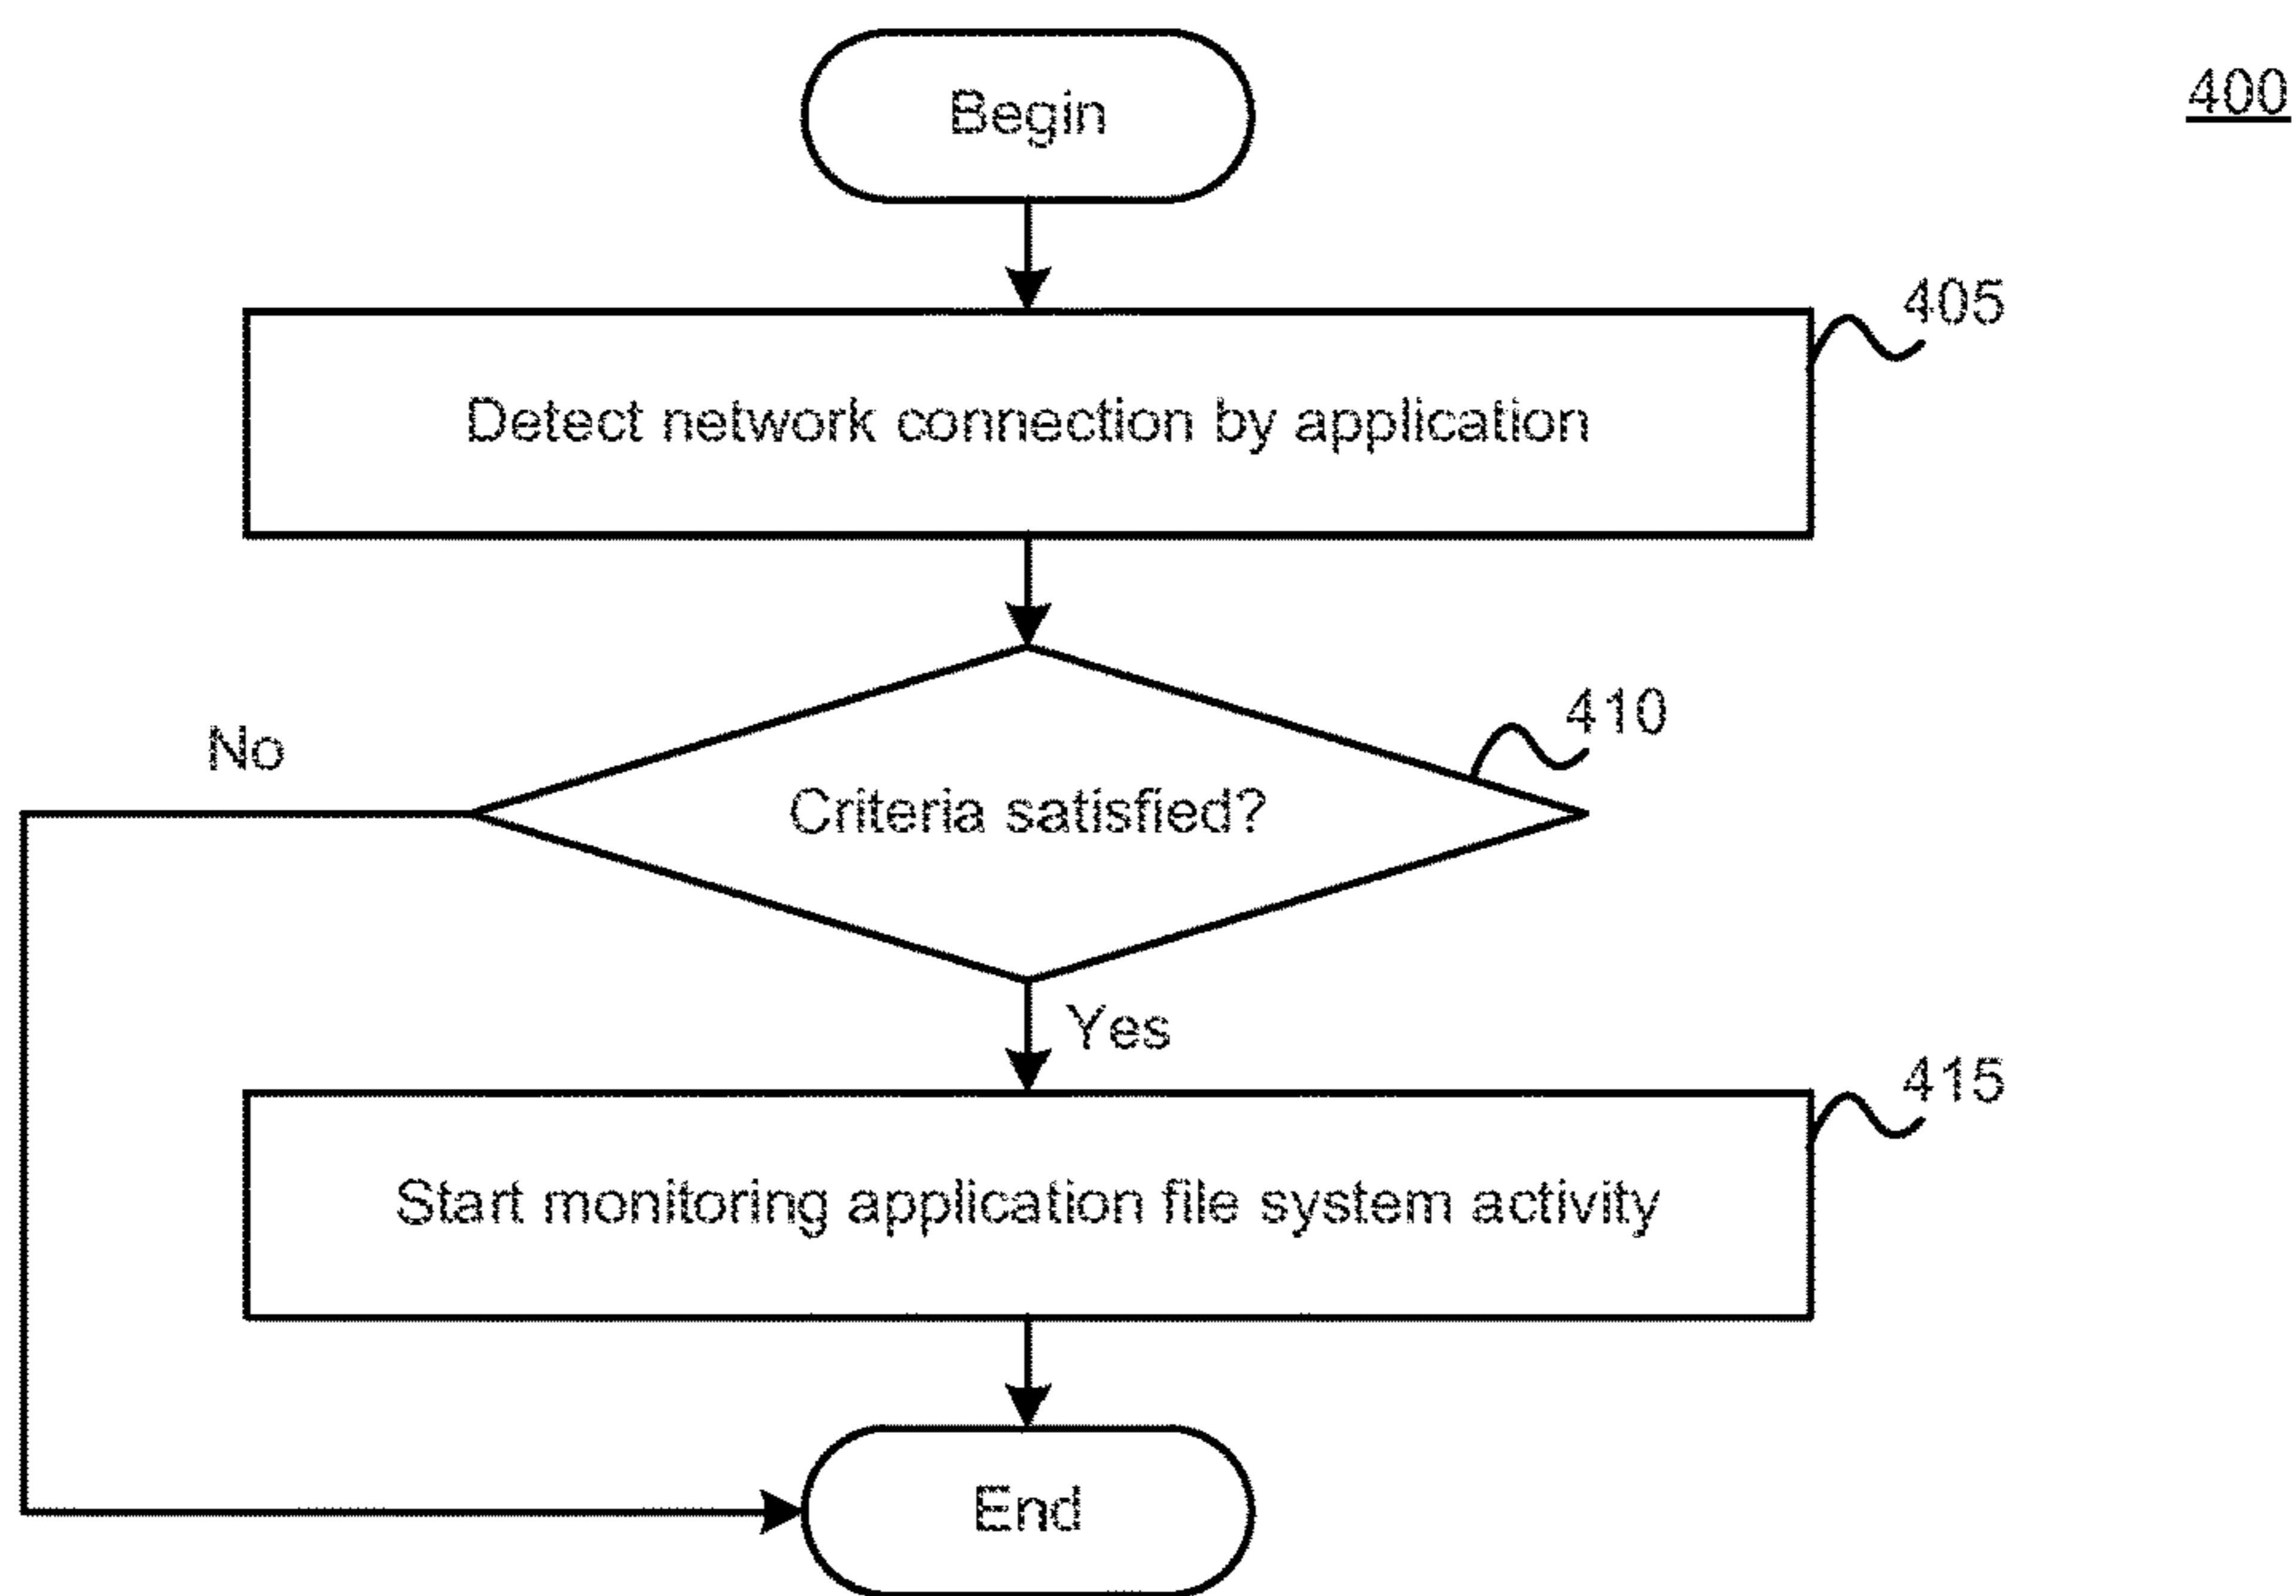 400
Begin
405
Detect network connection by application
410
No
Criteria satisfied?
Yes
415
Start monitoring application file system activity
End